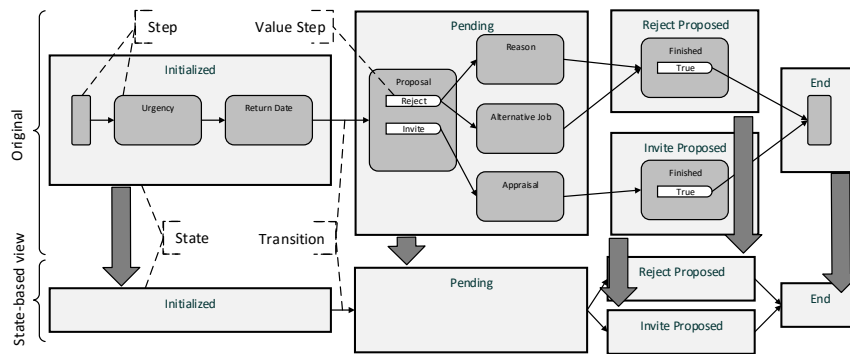 Step
Value Step
Pending
Reject Proposed
Initialized
Reason
Finished
True
Proposal
End
Urgency
Return Date
Reject
Alternative Job
Invite
Invite Proposed
Finished
True
Appraisal
Original
State
Transition
State-based view
Initialized
Pending
Reject Proposed
End
Invite Proposed